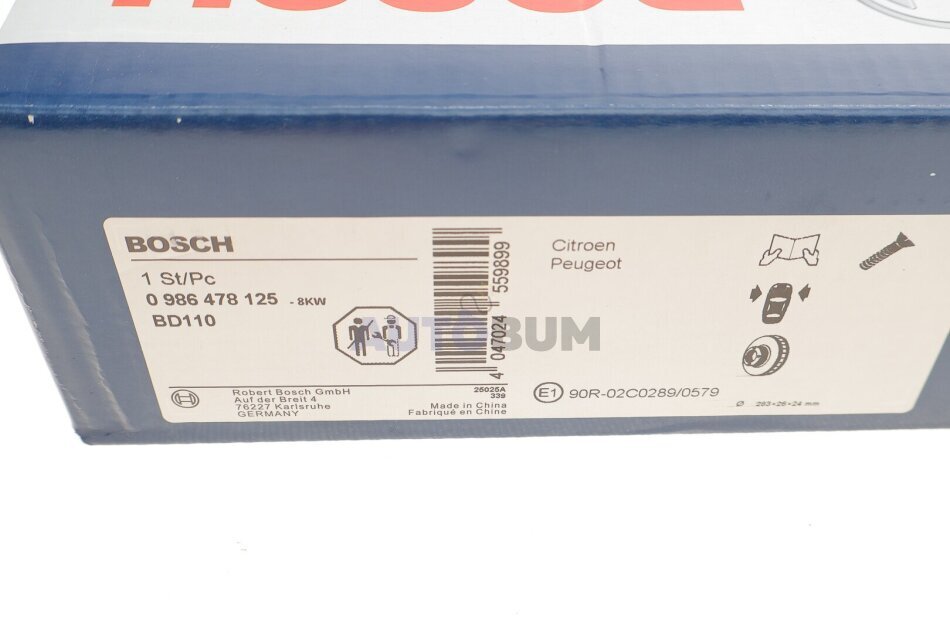 BOSCH
BOSCH
1 St/Pc
0 986 478 125 - 8KW
BD110
4 047024 559899
Citroen
Peugeot
AUTOBUM
Robert Bosch GmbH
Auf der Breit 4
76227 Karlsruhe
GERMANY
25025A
339
Made in China
Fabriqué en Chine
E1 90R-02C0289/0579
Ø 283×26×24 mm